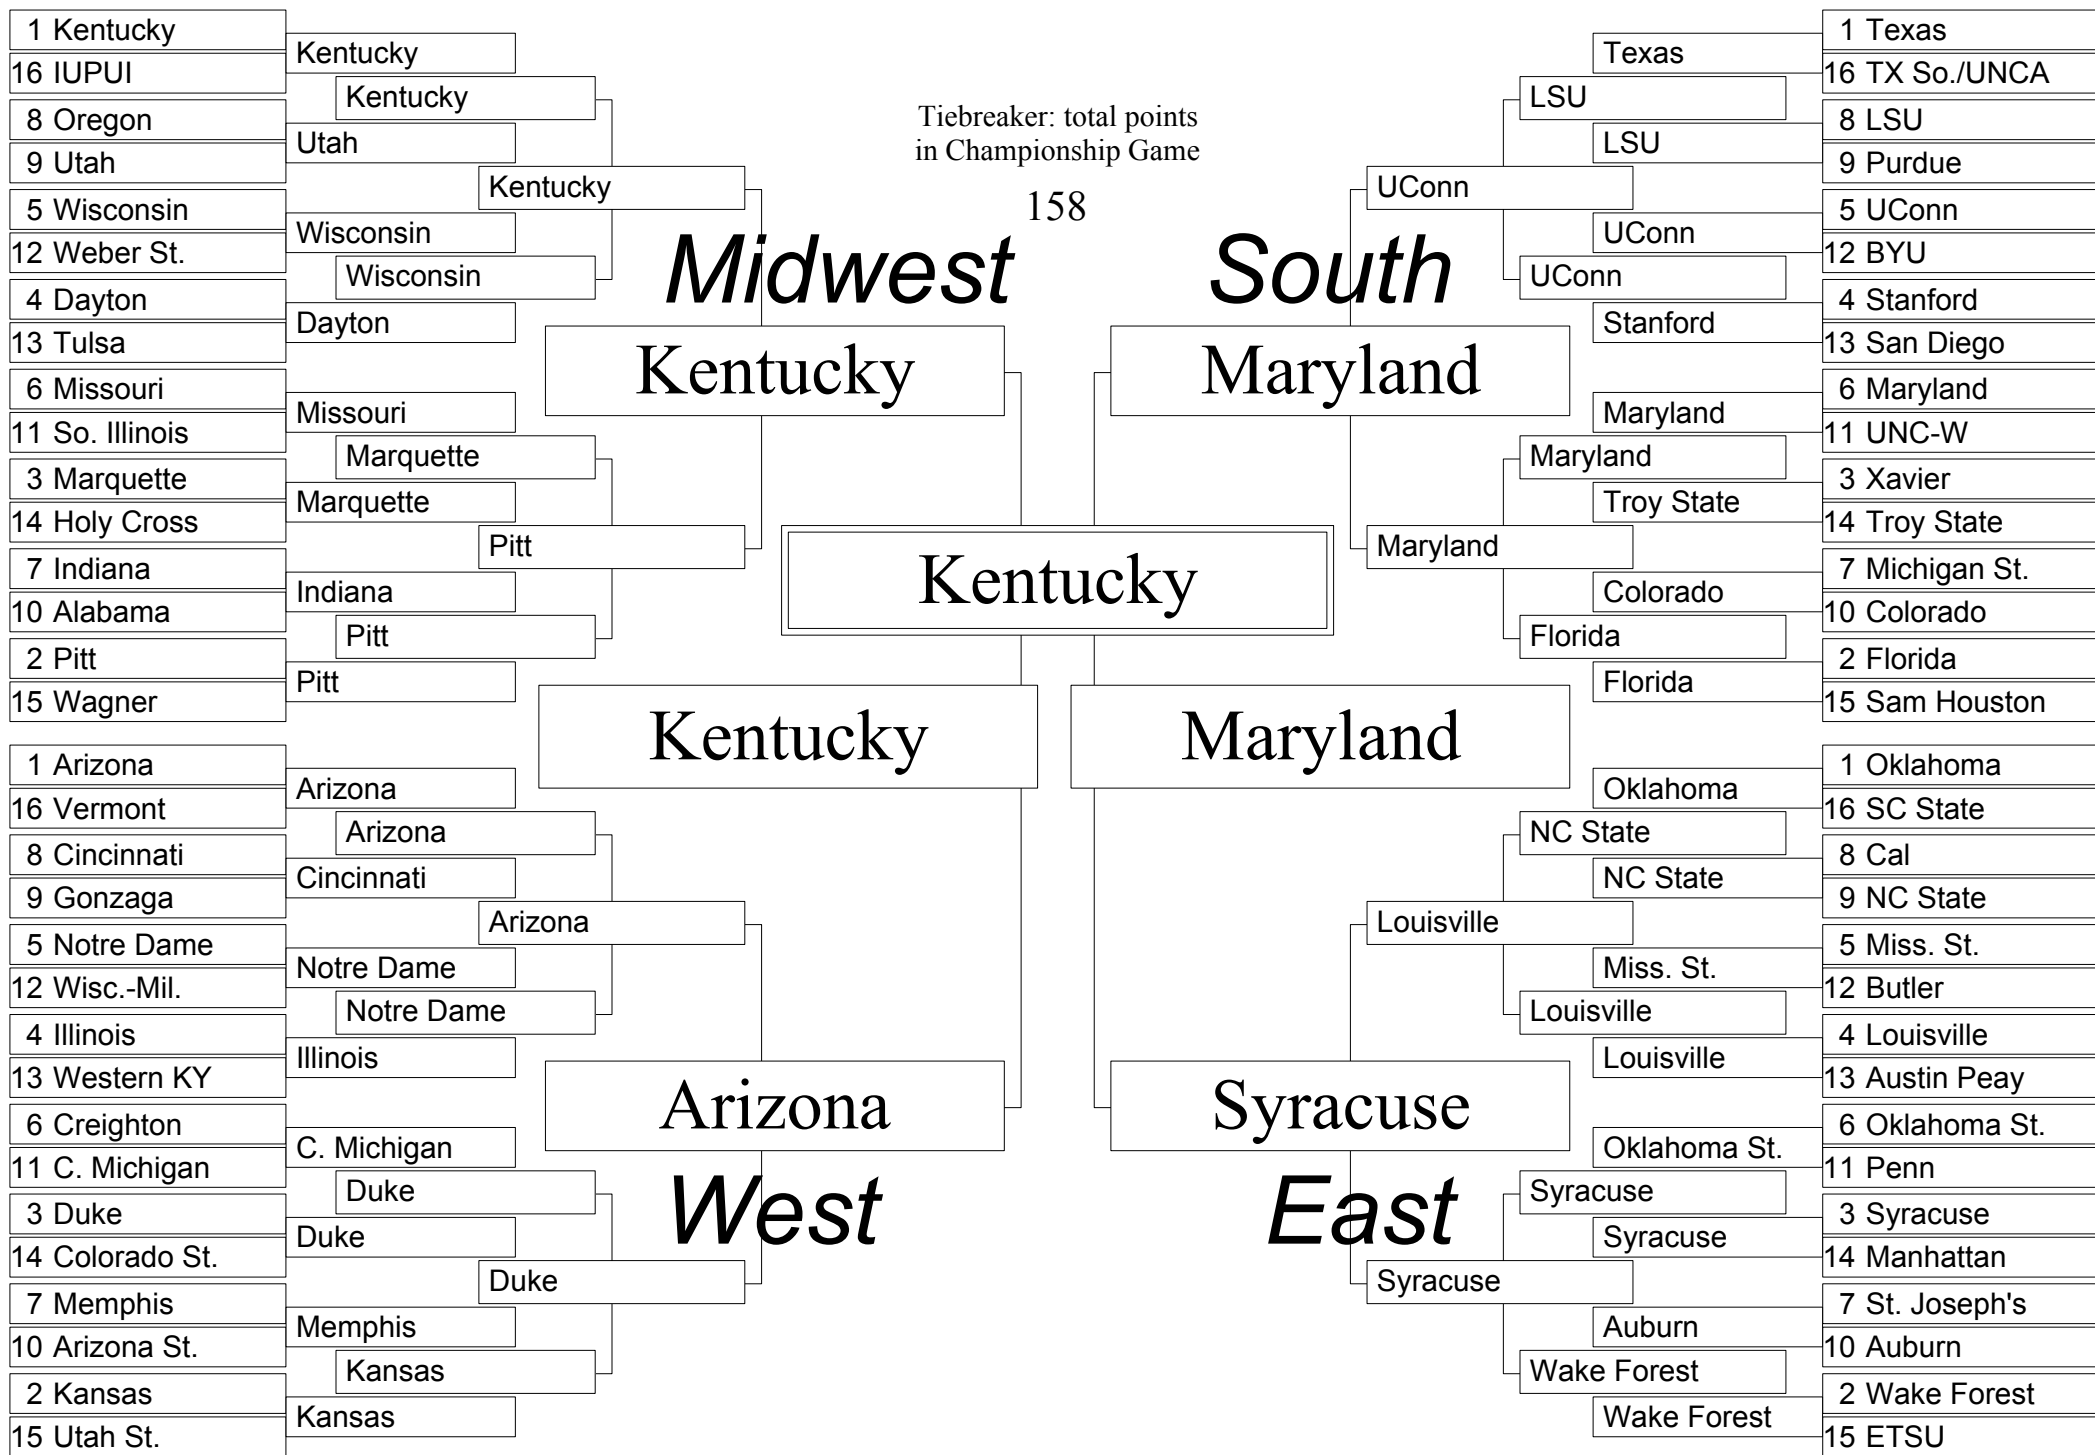 1 Kentucky
16 IUPUI
8 Oregon
9 Utah
5 Wisconsin
12 Weber St.
4 Dayton
13 Tulsa
6 Missouri
11 So. Illinois
3 Marquette
14 Holy Cross
7 Indiana
10 Alabama
2 Pitt
15 Wagner
Kentucky
Utah
Wisconsin
Dayton
Missouri
Marquette
Indiana
Pitt
Kentucky
Wisconsin
Marquette
Pitt
Kentucky
Pitt
Midwest
Kentucky
1 Arizona
16 Vermont
8 Cincinnati
9 Gonzaga
5 Notre Dame
12 Wisc.-Mil.
4 Illinois
13 Western KY
6 Creighton
11 C. Michigan
3 Duke
14 Colorado St.
7 Memphis
10 Arizona St.
2 Kansas
15 Utah St.
Arizona
Cincinnati
Notre Dame
Illinois
C. Michigan
Duke
Memphis
Kansas
Arizona
Notre Dame
Duke
Kansas
Arizona
Duke
Arizona
West
Tiebreaker: total points
in Championship Game
158
Kentucky
Kentucky
Maryland
South
Maryland
UConn
Maryland
LSU
UConn
Maryland
Florida
Texas
LSU
UConn
Stanford
Maryland
Troy State
Colorado
Florida
1 Texas
16 TX So./UNCA
8 LSU
9 Purdue
5 UConn
12 BYU
4 Stanford
13 San Diego
6 Maryland
11 UNC-W
3 Xavier
14 Troy State
7 Michigan St.
10 Colorado
2 Florida
15 Sam Houston
Syracuse
East
Louisville
Syracuse
NC State
Louisville
Syracuse
Wake Forest
Oklahoma
NC State
Miss. St.
Louisville
Oklahoma St.
Syracuse
Auburn
Wake Forest
1 Oklahoma
16 SC State
8 Cal
9 NC State
5 Miss. St.
12 Butler
4 Louisville
13 Austin Peay
6 Oklahoma St.
11 Penn
3 Syracuse
14 Manhattan
7 St. Joseph's
10 Auburn
2 Wake Forest
15 ETSU